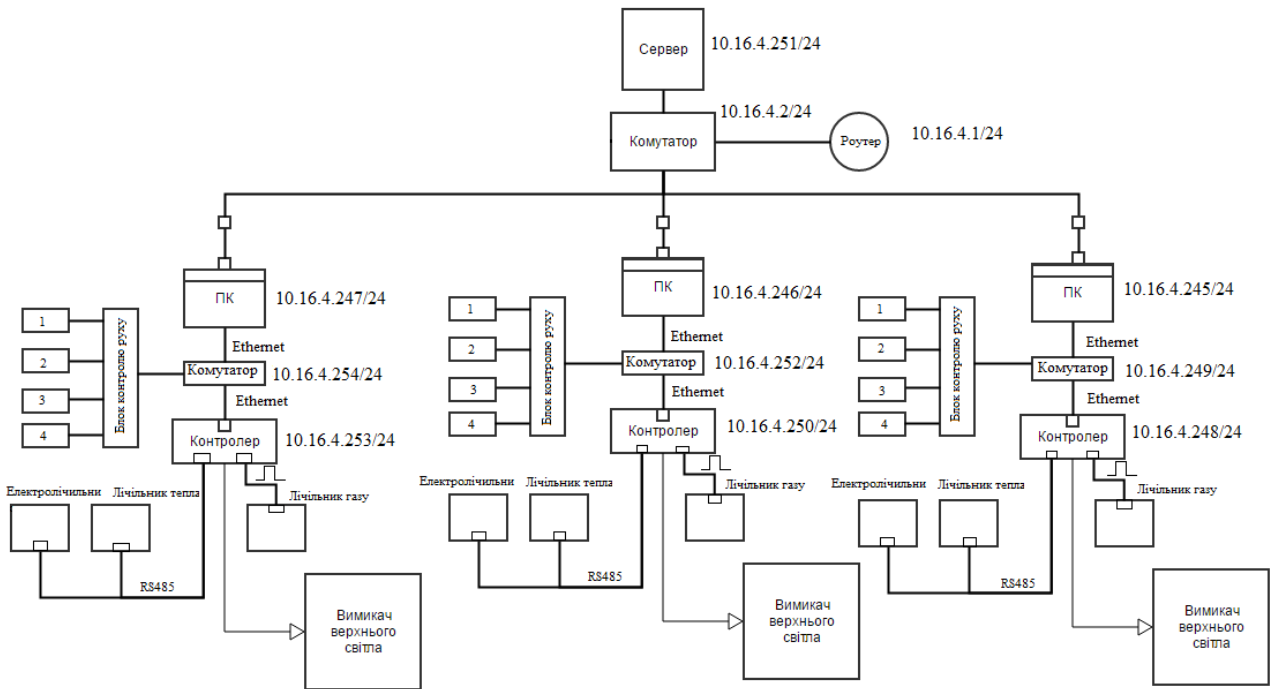 Сервер
10.16.4.251/24
10.16.4.2/24
Комутатор
Роутер
10.16.4.1/24
ПК
10.16.4.247/24
1
2
3
4
Блок контролю руху
Ethernet
Комутатор
10.16.4.254/24
Ethernet
Контролер
10.16.4.253/24
Електролічильни
Лічільник тепла
Лічільник газу
RS485
Вимикач
верхнього
світла
ПК
10.16.4.246/24
1
2
3
4
Блок контролю руху
Ethernet
Комутатор
10.16.4.252/24
Ethernet
Контролер
10.16.4.250/24
Електролічильни
Лічільник тепла
Лічільник газу
RS485
Вимикач
верхнього
світла
ПК
10.16.4.245/24
1
2
3
4
Блок контролю руху
Ethernet
Комутатор
10.16.4.249/24
Ethernet
Контролер
10.16.4.248/24
Електролічильни
Лічільник тепла
Лічільник газу
RS485
Вимикач
верхнього
світла